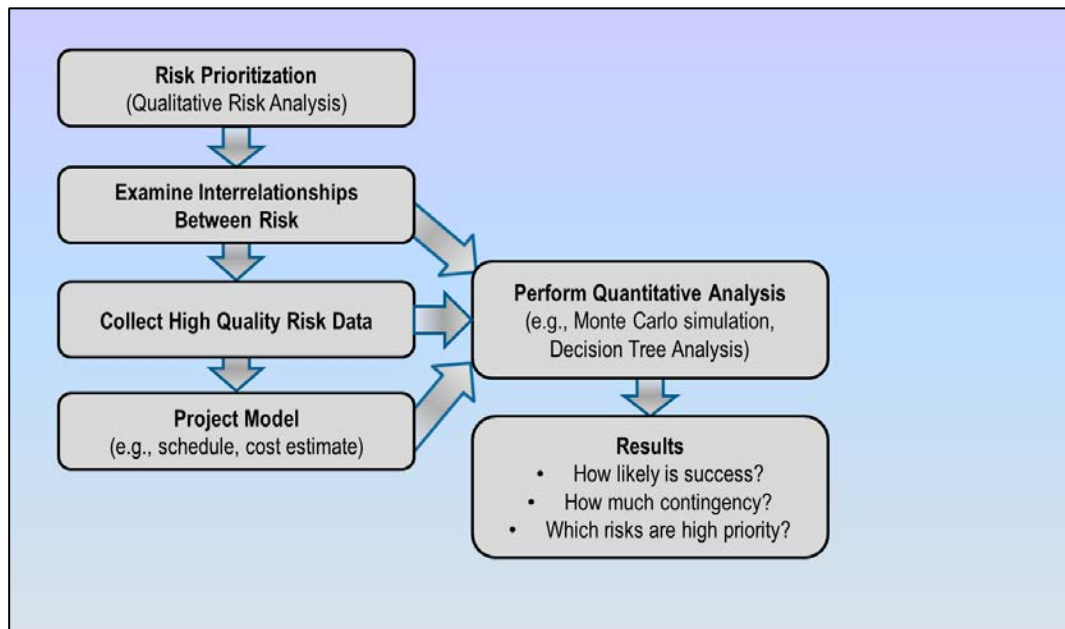 Risk Prioritization
(Qualitative Risk Analysis)
Examine Interrelationships
Between Risk
Collect High Quality Risk Data
Project Model
(e.g., schedule, cost estimate)
Perform Quantitative Analysis
(e.g., Monte Carlo simulation,
Decision Tree Analysis)
Results
• How likely is success?
• How much contingency?
• Which risks are high priority?